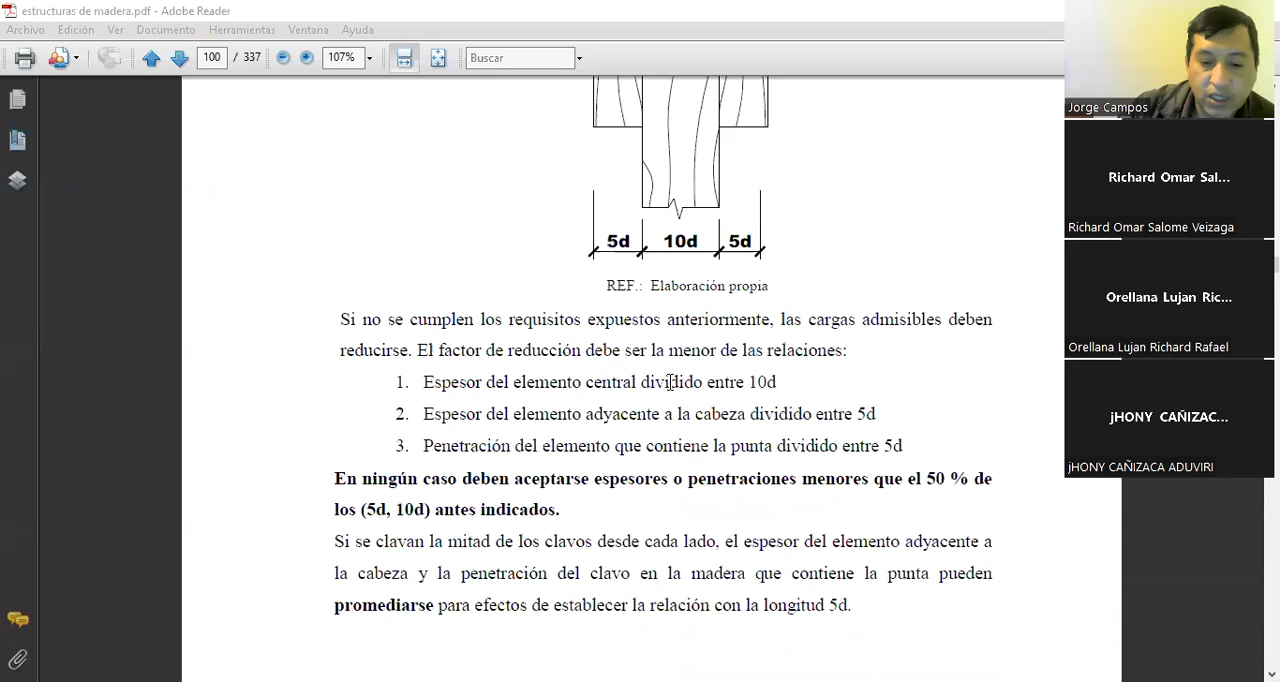 estructuras de madera.pdf - Adobe Reader
Archivo Edición Ver Documento Herramientas Ventana Ayuda
100 / 337 107% Buscar
5d 10d 5d
REF.: Elaboración propia
Si no se cumplen los requisitos expuestos anteriormente, las cargas admisibles deben
reducirse. El factor de reducción debe ser la menor de las relaciones:
1. Espesor del elemento central dividido entre 10d
2. Espesor del elemento adyacente a la cabeza dividido entre 5d
3. Penetración del elemento que contiene la punta dividido entre 5d
En ningún caso deben aceptarse espesores o penetraciones menores que el 50 % de
los (5d, 10d) antes indicados.
Si se clavan la mitad de los clavos desde cada lado, el espesor del elemento adyacente a
la cabeza y la penetración del clavo en la madera que contiene la punta pueden
promediarse para efectos de establecer la relación con la longitud 5d.
Jorge Campos
Richard Omar Sal...
Richard Omar Salome Veizaga
Orellana Lujan Ric...
Orellana Lujan Richard Rafael
jHONY CAÑIZAC...
jHONY CAÑIZACA ADUVIRI